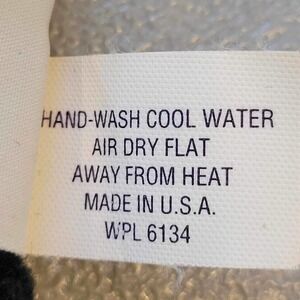 HAND-WASH COOL WATER
AIR DRY FLAT
AWAY FROM HEAT
MADE IN U.S.A.
WPL 6134